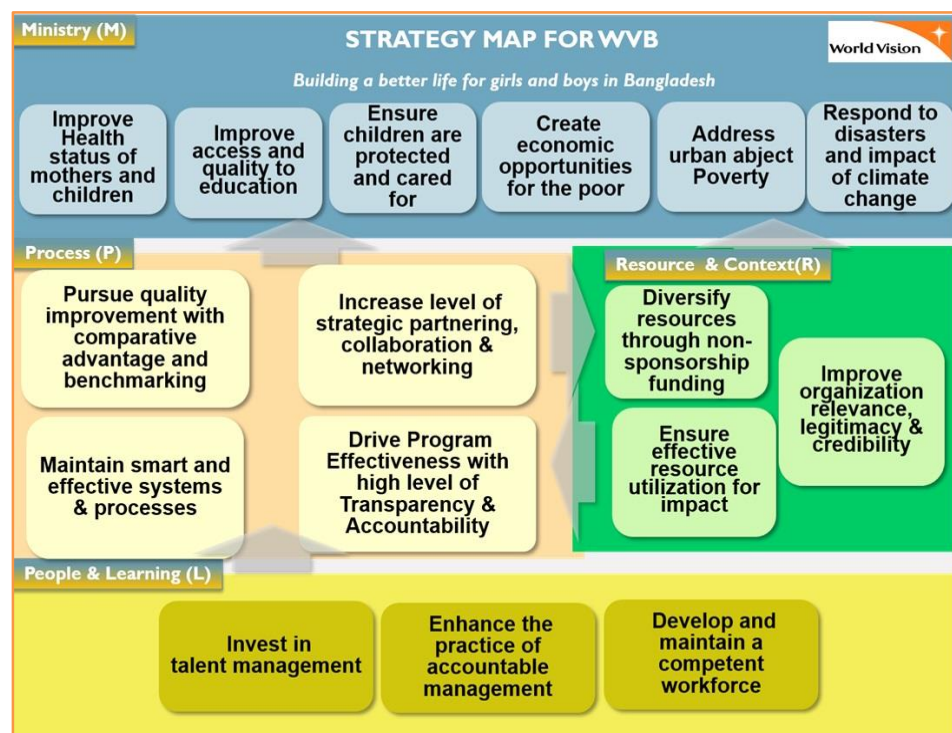 Ministry (M)
STRATEGY MAP FOR WVB
World Vision
Building a better life for girls and boys in Bangladesh
Improve
Health
status of
mothers and
children
Improve
access and
quality to
education
Ensure
children are
protected
and cared
for
Create
economic
opportunities
for the poor
Address
urban abject
Poverty
Respond to
disasters
and impact
of climate
change
Process (P)
Pursue quality
improvement with
comparative
advantage and
benchmarking
Increase level of
strategic partnering,
collaboration &
networking
Maintain smart and
effective systems
& processes
Drive Program
Effectiveness with
high level of
Transparency &
Accountability
Resource & Context(R)
Diversify
resources
through non-
sponsorship
funding
Improve
organization
relevance,
legitimacy &
credibility
Ensure
effective
resource
utilization for
impact
People & Learning (L)
Invest in
talent management
Enhance the
practice of
accountable
management
Develop and
maintain a
competent
workforce